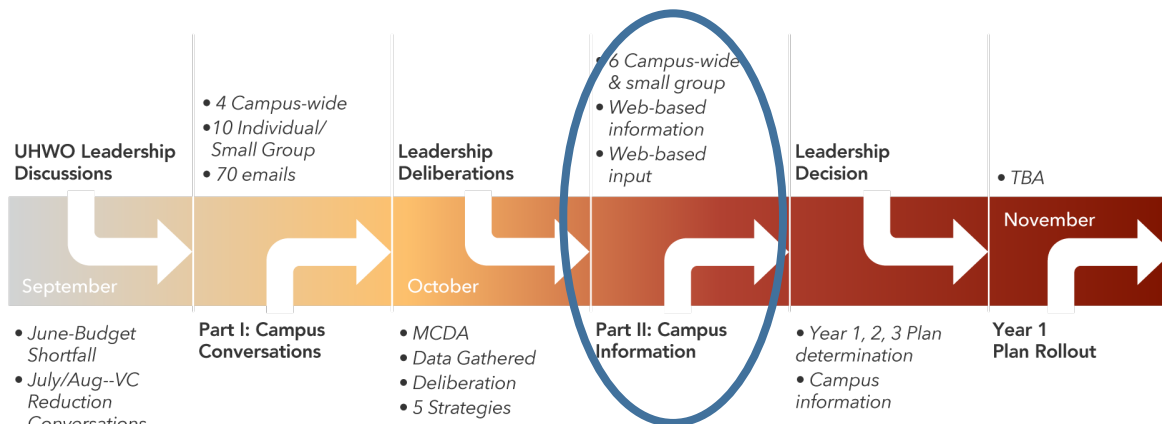 UHWO Leadership
Discussions
September
• June-Budget
Shortfall
• July/Aug--VC
Reduction
Conversations
• 4 Campus-wide
•10 Individual/
Small Group
• 70 emails
Part I: Campus
Conversations
Leadership
Deliberations
October
• MCDA
• Data Gathered
• Deliberation
• 5 Strategies
• 6 Campus-wide
& small group
• Web-based
information
• Web-based
input
Part II: Campus
Information
Leadership
Decision
• Year 1, 2, 3 Plan
determination
• Campus
information
• TBA
November
Year 1
Plan Rollout